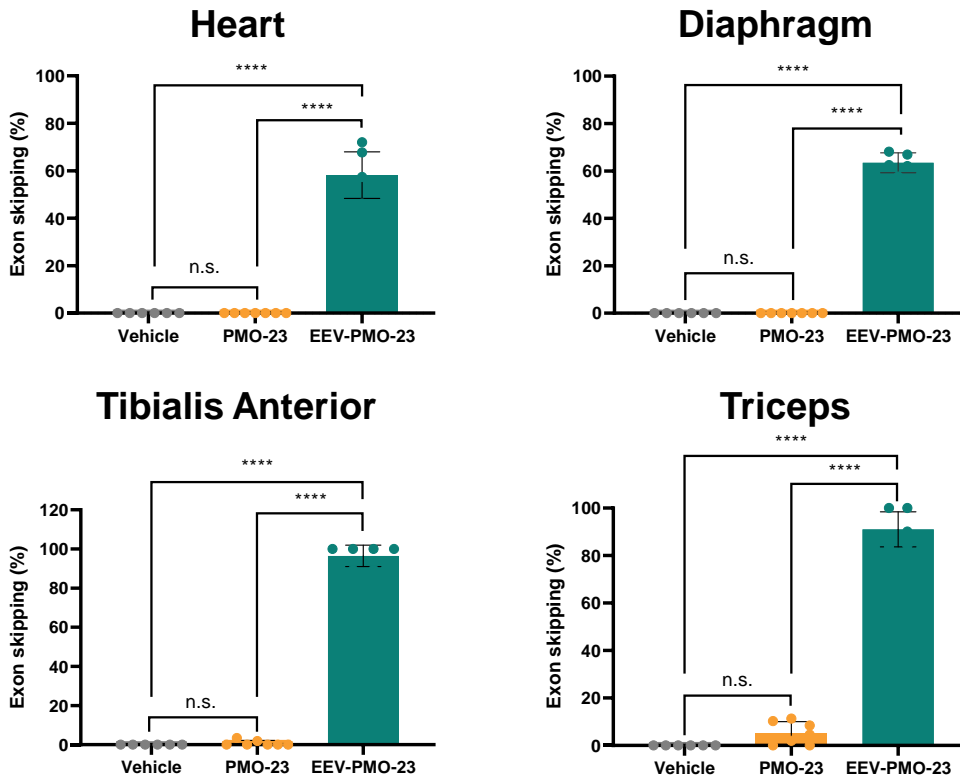 Heart
****
****
n.s.
Exon skipping (%)
100
80
60
40
20
0
Vehicle PMO-23 EEV-PMO-23
Diaphragm
****
****
n.s.
Exon skipping (%)
100
80
60
40
20
0
Vehicle PMO-23 EEV-PMO-23
Tibialis Anterior
****
****
n.s.
Exon skipping (%)
120
100
80
60
40
20
0
Vehicle PMO-23 EEV-PMO-23
Triceps
****
****
n.s.
Exon skipping (%)
100
80
60
40
20
0
Vehicle PMO-23 EEV-PMO-23